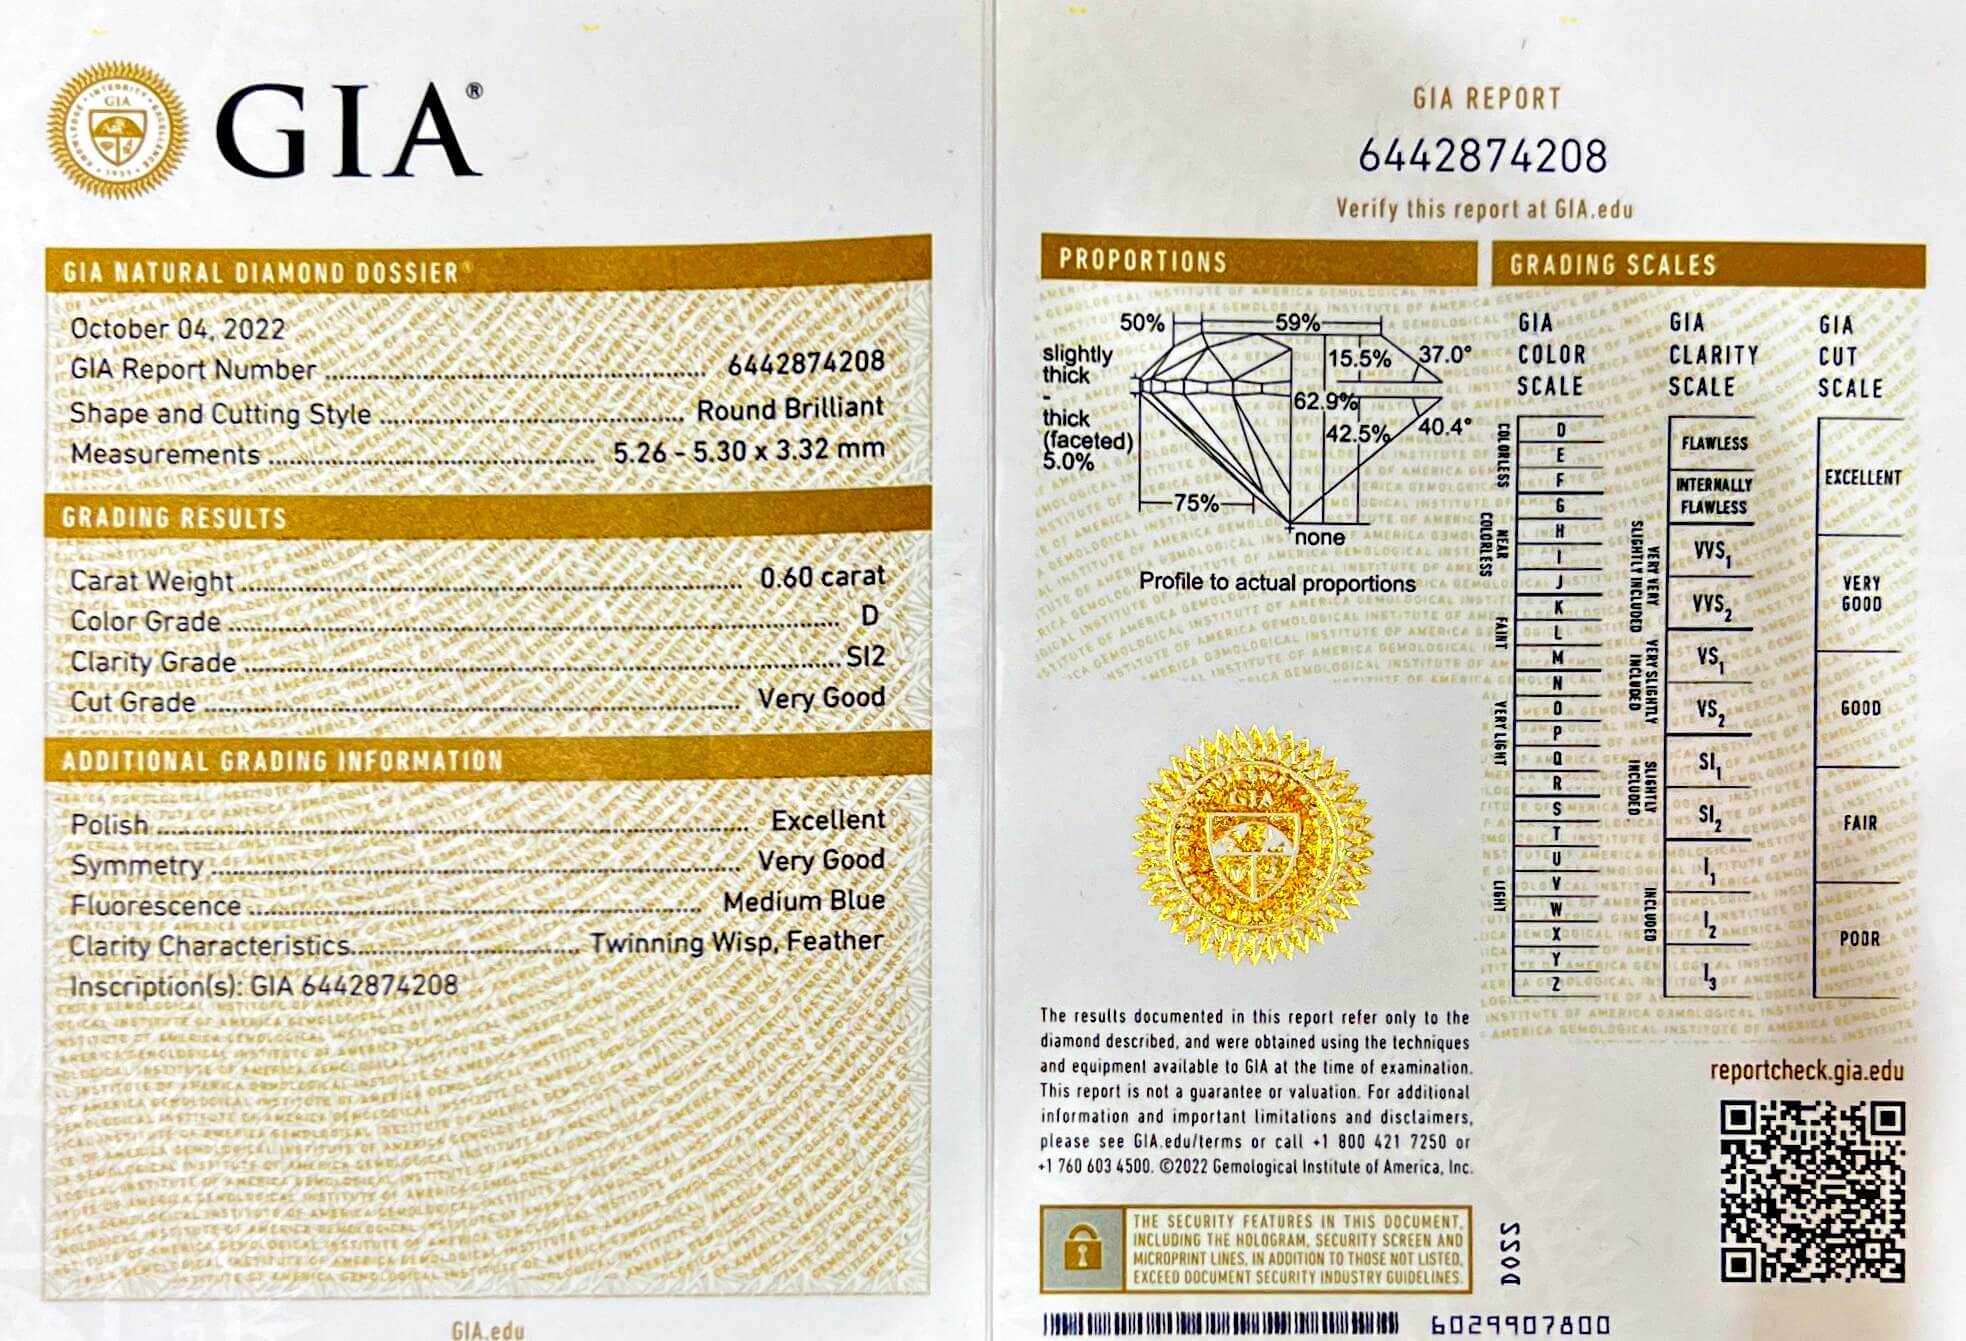 GIA®
GIA NATURAL DIAMOND DOSSIER®
October 04, 2022
GIA Report Number 6442874208
Shape and Cutting Style Round Brilliant
Measurements 5.26 - 5.30 x 3.32 mm
GRADING RESULTS
Carat Weight 0.60 carat
Color Grade D
Clarity Grade SI2
Cut Grade Very Good
ADDITIONAL GRADING INFORMATION
Polish Excellent
Symmetry Very Good
Fluorescence Medium Blue
Clarity Characteristics Twinning Wisp, Feather
Inscription(s): GIA 6442874208
GIA.edu
GIA REPORT
6442874208
Verify this report at GIA.edu
PROPORTIONS
50%
59%
slightly
thick
-
thick
(faceted)
5.0%
15.5%
37.0°
62.9%
42.5%
40.4°
75%
none
Profile to actual proportions
GRADING SCALES
GIA
COLOR
SCALE
COLORLESS
D
E
F
NEAR
COLORLESS
G
H
I
J
FAINT
K
L
M
VERY LIGHT
N
O
P
Q
R
LIGHT
S
T
U
V
W
X
Y
Z
GIA
CLARITY
SCALE
FLAWLESS
INTERNALLY
FLAWLESS
VERY VERY
SLIGHTLY INCLUDED
VVS1
VVS2
VERY SLIGHTLY
INCLUDED
VS1
VS2
SLIGHTLY
INCLUDED
SI1
SI2
INCLUDED
I1
I2
I3
GIA
CUT
SCALE
EXCELLENT
VERY
GOOD
GOOD
FAIR
POOR
GIA
The results documented in this report refer only to the
diamond described, and were obtained using the techniques
and equipment available to GIA at the time of examination.
This report is not a guarantee or valuation. For additional
information and important limitations and disclaimers,
please see GIA.edu/terms or call +1 800 421 7250 or
+1 760 603 4500. ©2022 Gemological Institute of America, Inc.
THE SECURITY FEATURES IN THIS DOCUMENT,
INCLUDING THE HOLOGRAM, SECURITY SCREEN AND
MICROPRINT LINES, IN ADDITION TO THOSE NOT LISTED,
EXCEED DOCUMENT SECURITY INDUSTRY GUIDELINES.
DOSS
reportcheck.gia.edu
6029907800